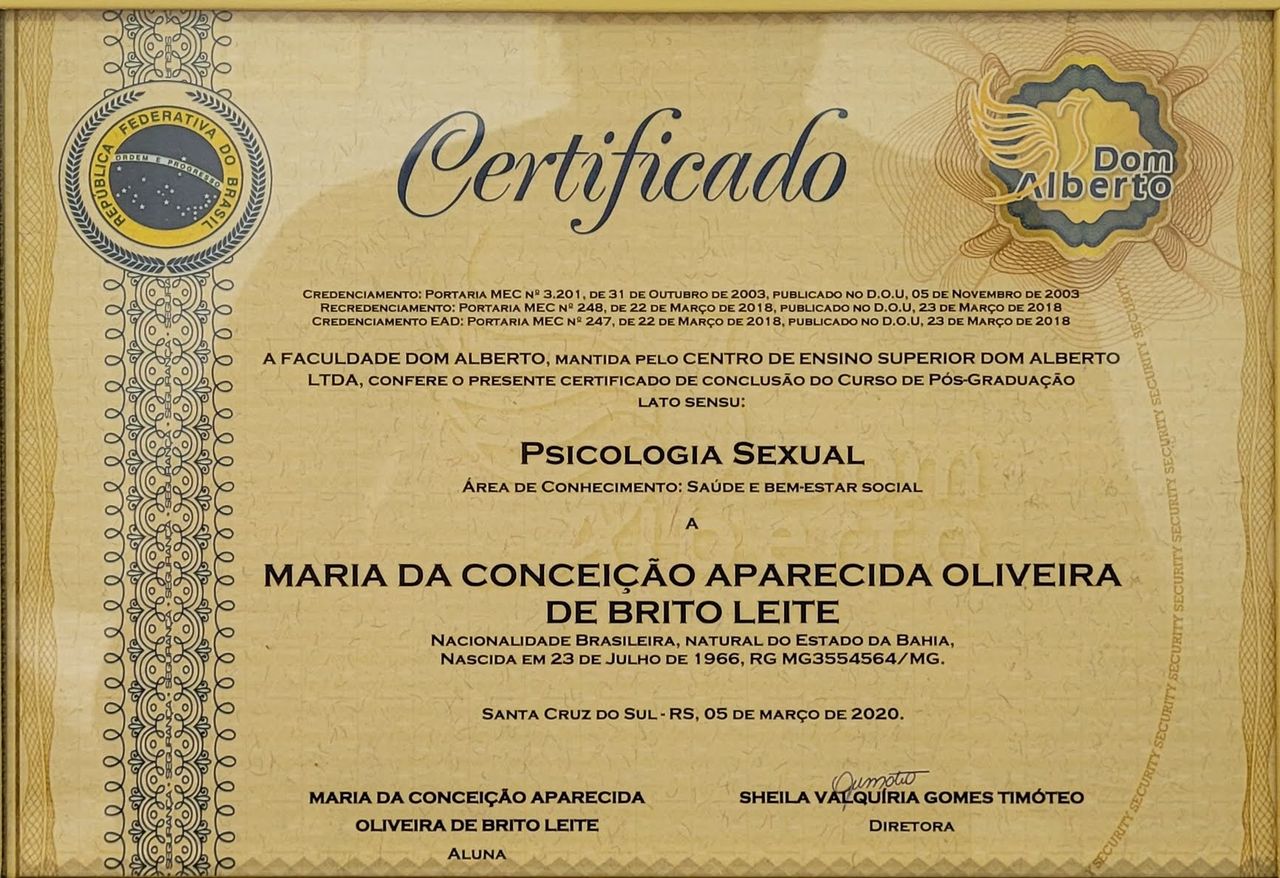 REPÚBLICA FEDERATIVA DO BRASIL
ORDEM E PROGRESSO
Certificado
Dom
Alberto
CREDENCIAMENTO: PORTARIA MEC Nº 3.201, DE 31 DE OUTUBRO DE 2003, PUBLICADO NO D.O.U, 05 DE NOVEMBRO DE 2003
RECREDENCIAMENTO: PORTARIA MEC Nº 248, DE 22 DE MARÇO DE 2018, PUBLICADO NO D.O.U, 23 DE MARÇO DE 2018
CREDENCIAMENTO EAD: PORTARIA MEC Nº 247, DE 22 DE MARÇO DE 2018, PUBLICADO NO D.O.U, 23 DE MARÇO DE 2018
A FACULDADE DOM ALBERTO, MANTIDA PELO CENTRO DE ENSINO SUPERIOR DOM ALBERTO
LTDA, CONFERE O PRESENTE CERTIFICADO DE CONCLUSÃO DO CURSO DE PÓS-GRADUAÇÃO
LATO SENSU:
PSICOLOGIA SEXUAL
ÁREA DE CONHECIMENTO: SAÚDE E BEM-ESTAR SOCIAL
A
MARIA DA CONCEIÇÃO APARECIDA OLIVEIRA
DE BRITO LEITE
NACIONALIDADE BRASILEIRA, NATURAL DO ESTADO DA BAHIA,
NASCIDA EM 23 DE JULHO DE 1966, RG MG3554564/MG.
SANTA CRUZ DO SUL - RS, 05 DE MARÇO DE 2020.
MARIA DA CONCEIÇÃO APARECIDA
OLIVEIRA DE BRITO LEITE
ALUNA
SHEILA VALQUÍRIA GOMES TIMÓTEO
DIRETORA
SECURITY SECURITY SECURITY SECURITY SECURITY SECURITY SECURITY SECURITY